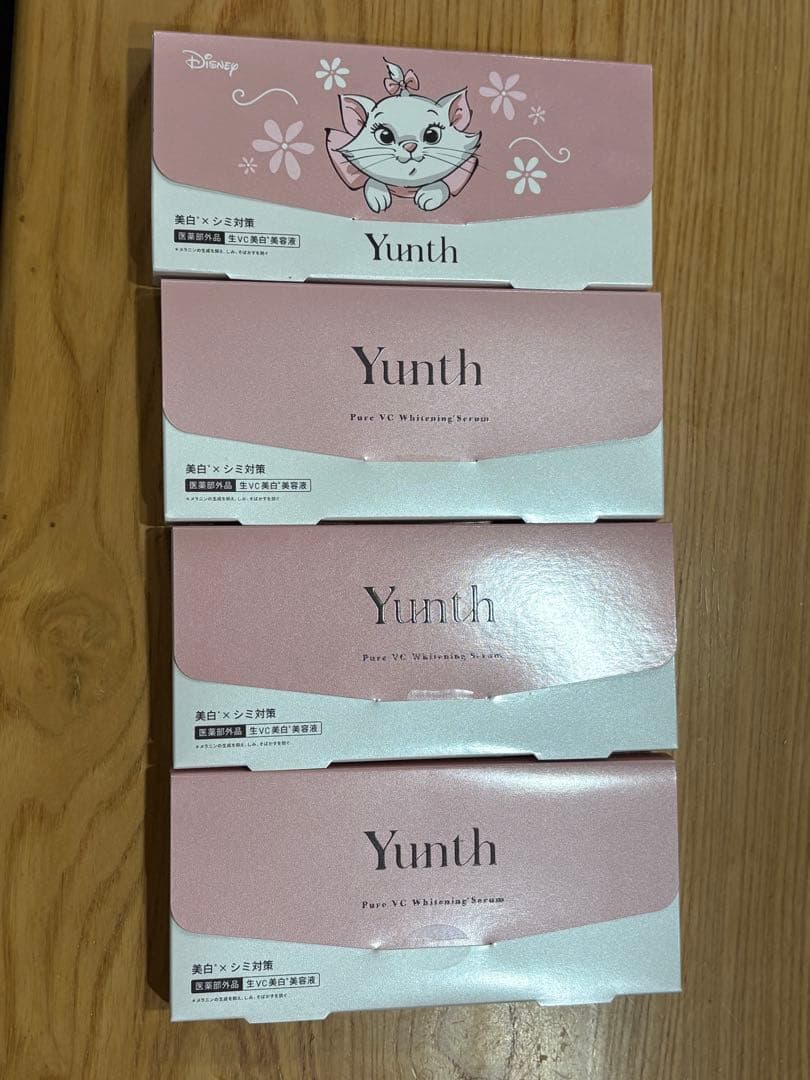 Disney
美白*×シミ対策
医薬部外品 生VC美白*美容液
*メラニンの生成を抑え、しみ、そばかすを防ぐ
Yunth
Yunth
Pure VC Whitening*Serum
美白*×シミ対策
医薬部外品 生VC美白*美容液
*メラニンの生成を抑え、しみ、そばかすを防ぐ
Yunth
Pure VC Whitening Serum
美白*×シミ対策
医薬部外品 生VC美白*美容液
*メラニンの生成を抑え、しみ、そばかすを防ぐ
Yunth
Pure VC Whitening*Serum
美白*×シミ対策
医薬部外品 生VC美白*美容液
*メラニンの生成を抑え、しみ、そばかすを防ぐ